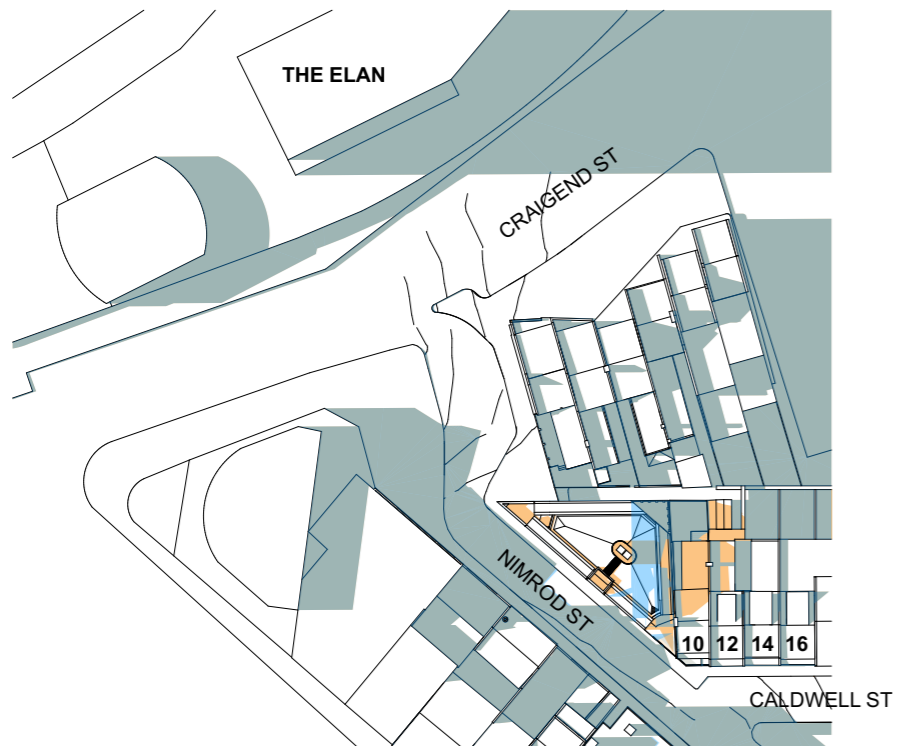 THE ELAN
CRAIGEND ST
NIMROD ST
10 12 14 16
CALDWELL ST